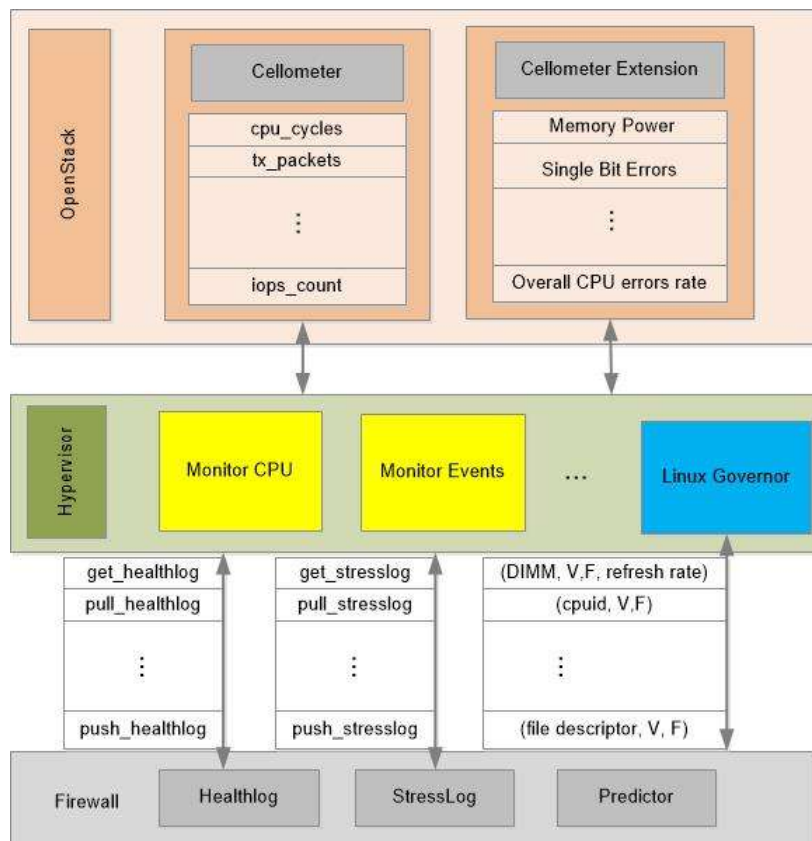 OpenStack
Cellometer
cpu_cycles
tx_packets
...
iops_count
Cellometer Extension
Memory Power
Single Bit Errors
...
Overall CPU errors rate
Hypervisor
Monitor CPU
Monitor Events
...
Linux Governor
get_healthlog
pull_healthlog
...
push_healthlog
get_stresslog
pull_stresslog
...
push_stresslog
(DIMM, V,F, refresh rate)
(cpuid, V,F)
...
(file descriptor, V, F)
Firewall
Healthlog
StressLog
Predictor